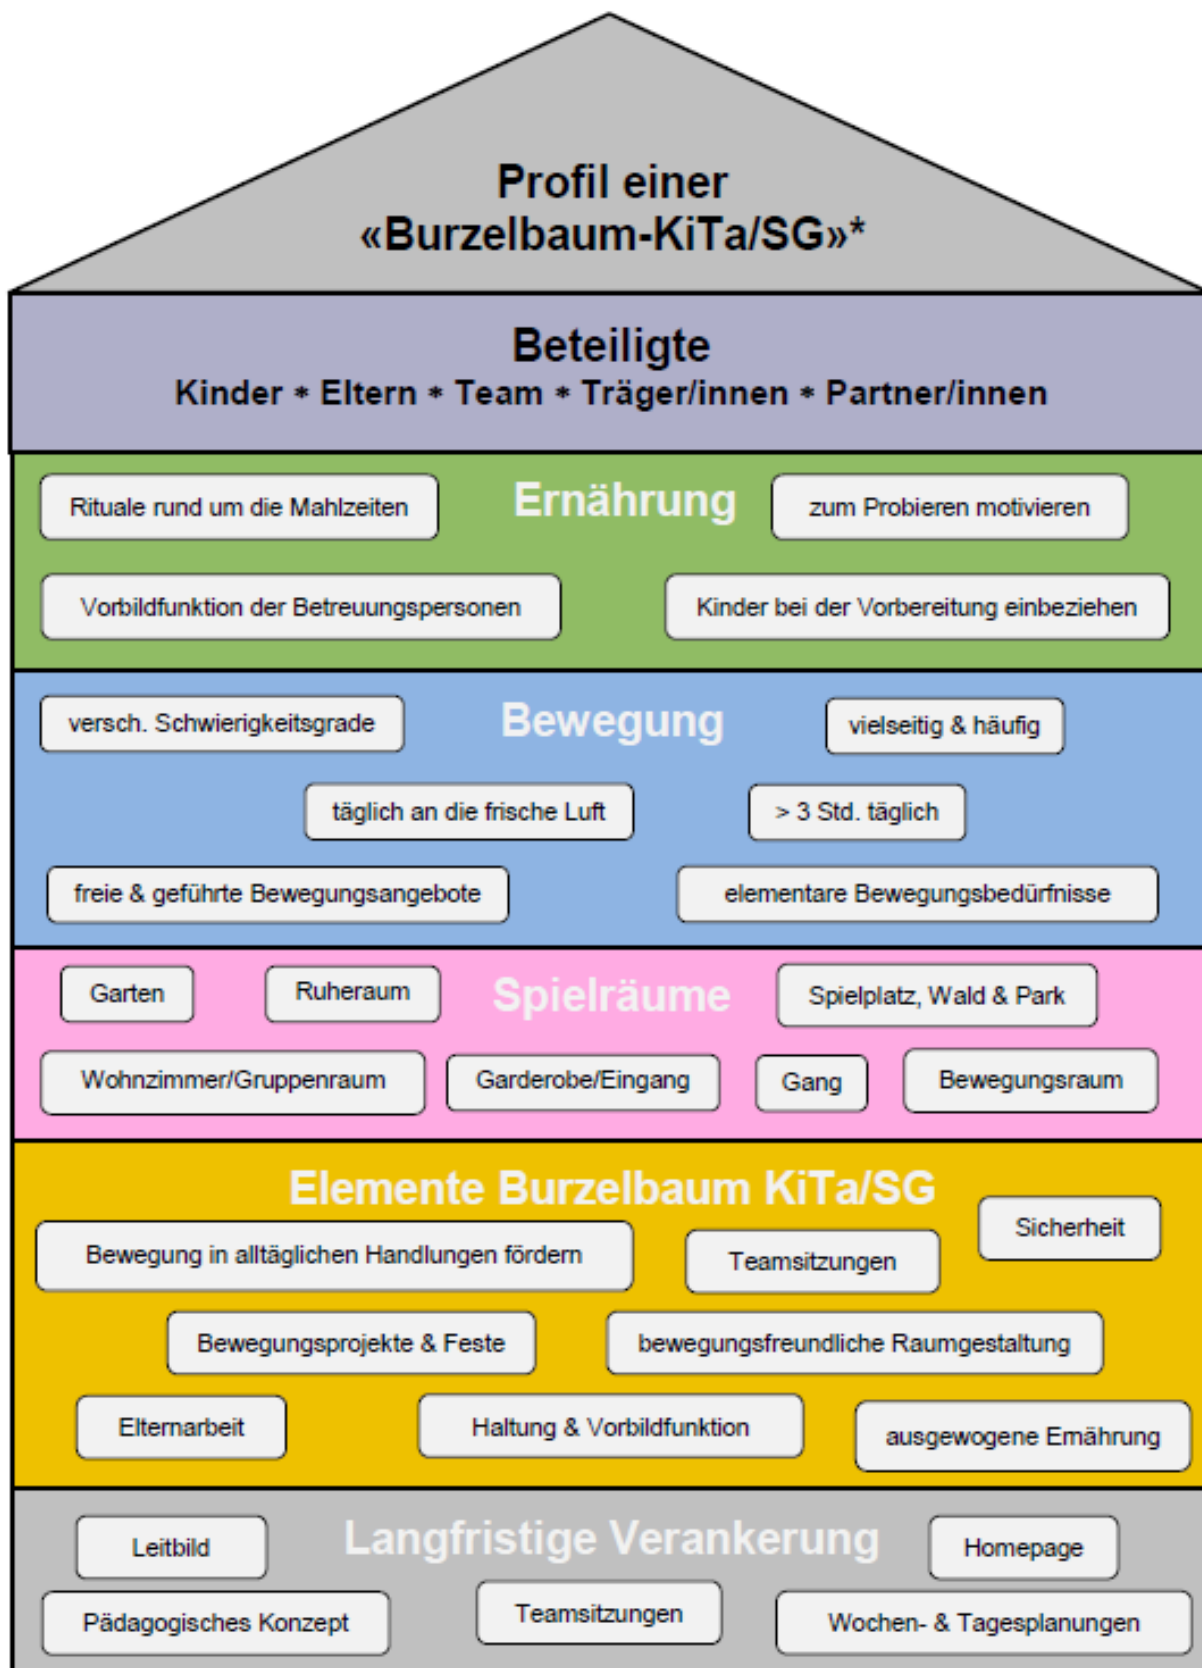 Profil einer
«Burzelbaum-KiTa/SG»*
Beteiligte
Kinder * Eltern * Team * Träger/innen * Partner/innen
Rituale rund um die Mahlzeiten
Ernährung
zum Probieren motivieren
Vorbildfunktion der Betreuungspersonen
Kinder bei der Vorbereitung einbeziehen
versch. Schwierigkeitsgrade
Bewegung
vielseitig & häufig
täglich an die frische Luft
> 3 Std. täglich
freie & geführte Bewegungsangebote
elementare Bewegungsbedürfnisse
Garten
Ruheraum
Spielräume
Spielplatz, Wald & Park
Wohnzimmer/Gruppenraum
Garderobe/Eingang
Gang
Bewegungsraum
Elemente Burzelbaum KiTa/SG
Sicherheit
Bewegung in alltäglichen Handlungen fördern
Teamsitzungen
Bewegungsprojekte & Feste
bewegungsfreundliche Raumgestaltung
Elternarbeit
Haltung & Vorbildfunktion
ausgewogene Ernährung
Leitbild
Langfristige Verankerung
Homepage
Pädagogisches Konzept
Teamsitzungen
Wochen- & Tagesplanungen